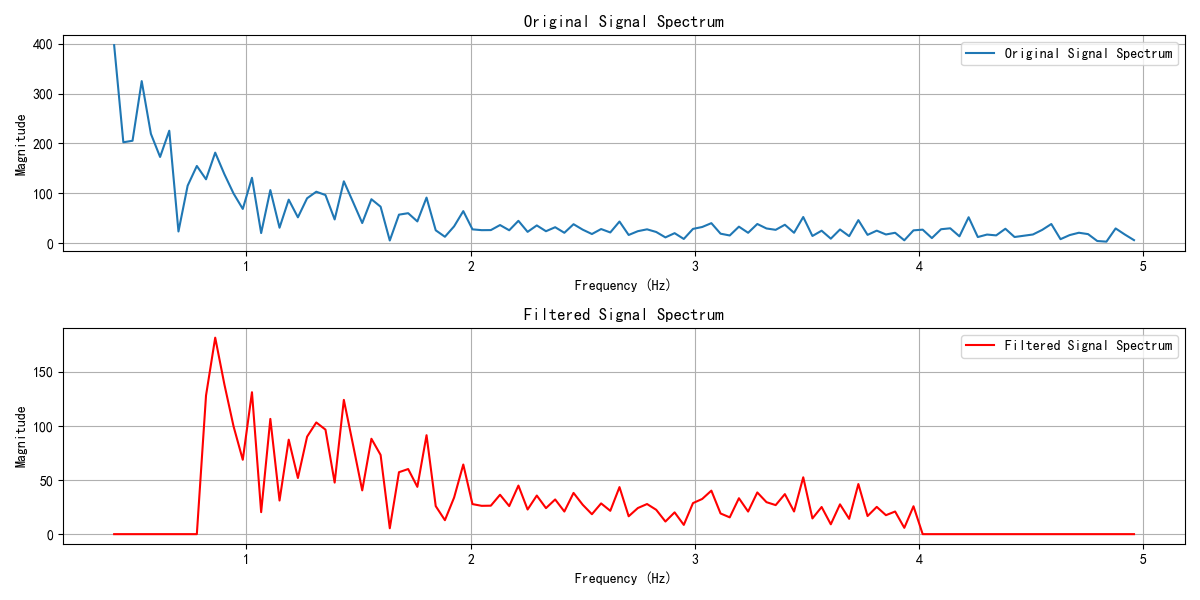 Original Signal Spectrum
Original Signal Spectrum
Magnitude
400
300
200
100
0
1 2 3 4 5
Frequency (Hz)
Filtered Signal Spectrum
Filtered Signal Spectrum
Magnitude
150
100
50
0
1 2 3 4 5
Frequency (Hz)